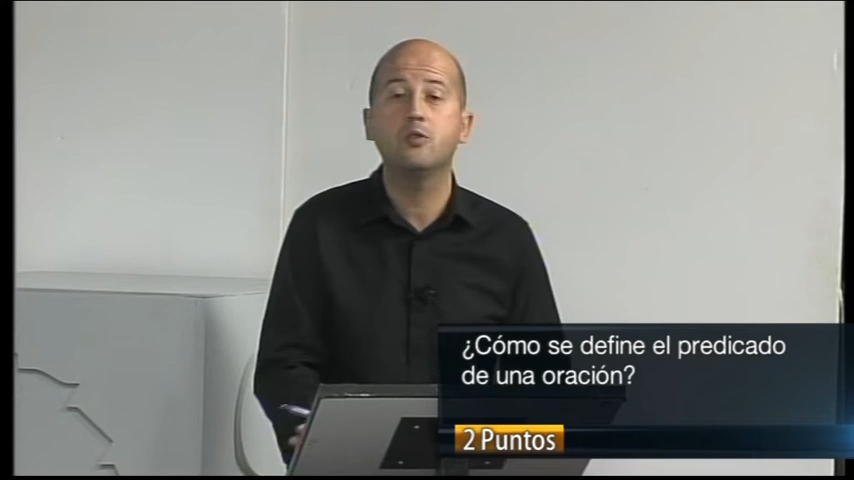 ¿Cómo se define el predicado
de una oración?
2 Puntos